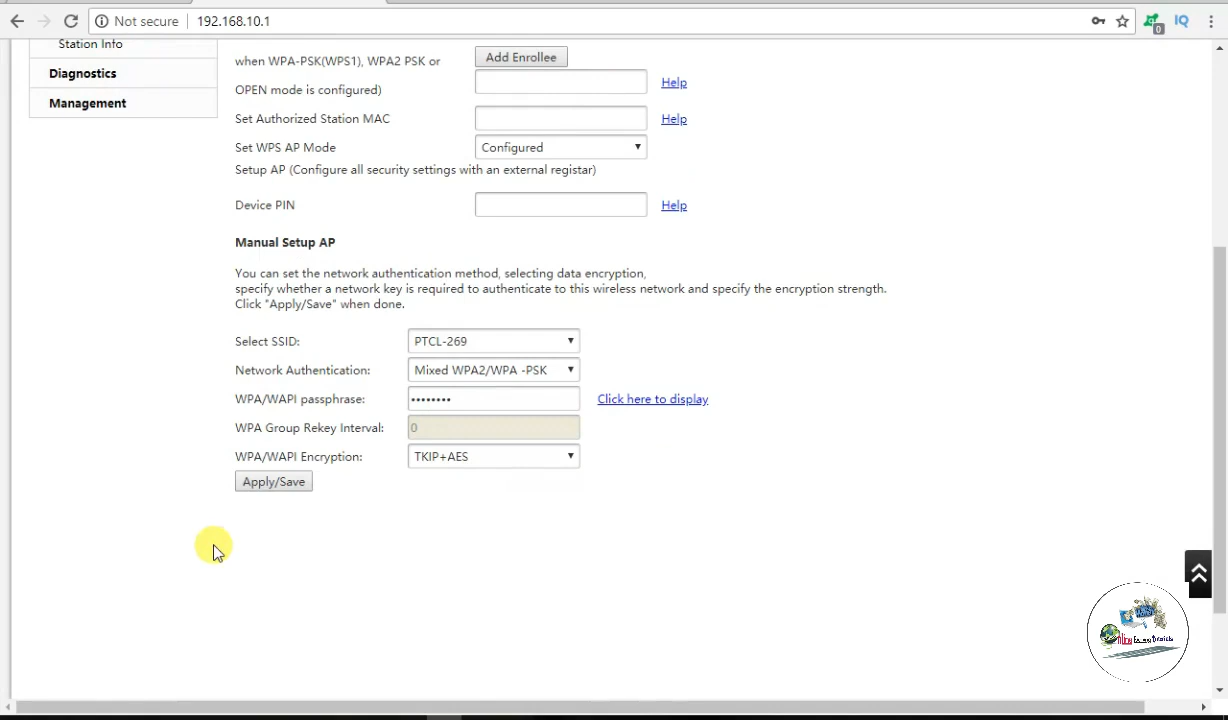 Not secure
192.168.10.1
0
IQ
Station Info
Diagnostics
Management
when WPA-PSK(WPS1), WPA2 PSK or
OPEN mode is configured)
Add Enrollee
Help
Set Authorized Station MAC
Help
Set WPS AP Mode
Configured
Setup AP (Configure all security settings with an external registar)
Device PIN
Help
Manual Setup AP
You can set the network authentication method, selecting data encryption,
specify whether a network key is required to authenticate to this wireless network and specify the encryption strength.
Click "Apply/Save" when done.
Select SSID:
PTCL-269
Network Authentication:
Mixed WPA2/WPA -PSK
WPA/WAPI passphrase:
••••••••
Click here to display
WPA Group Rekey Interval:
0
WPA/WAPI Encryption:
TKIP+AES
Apply/Save